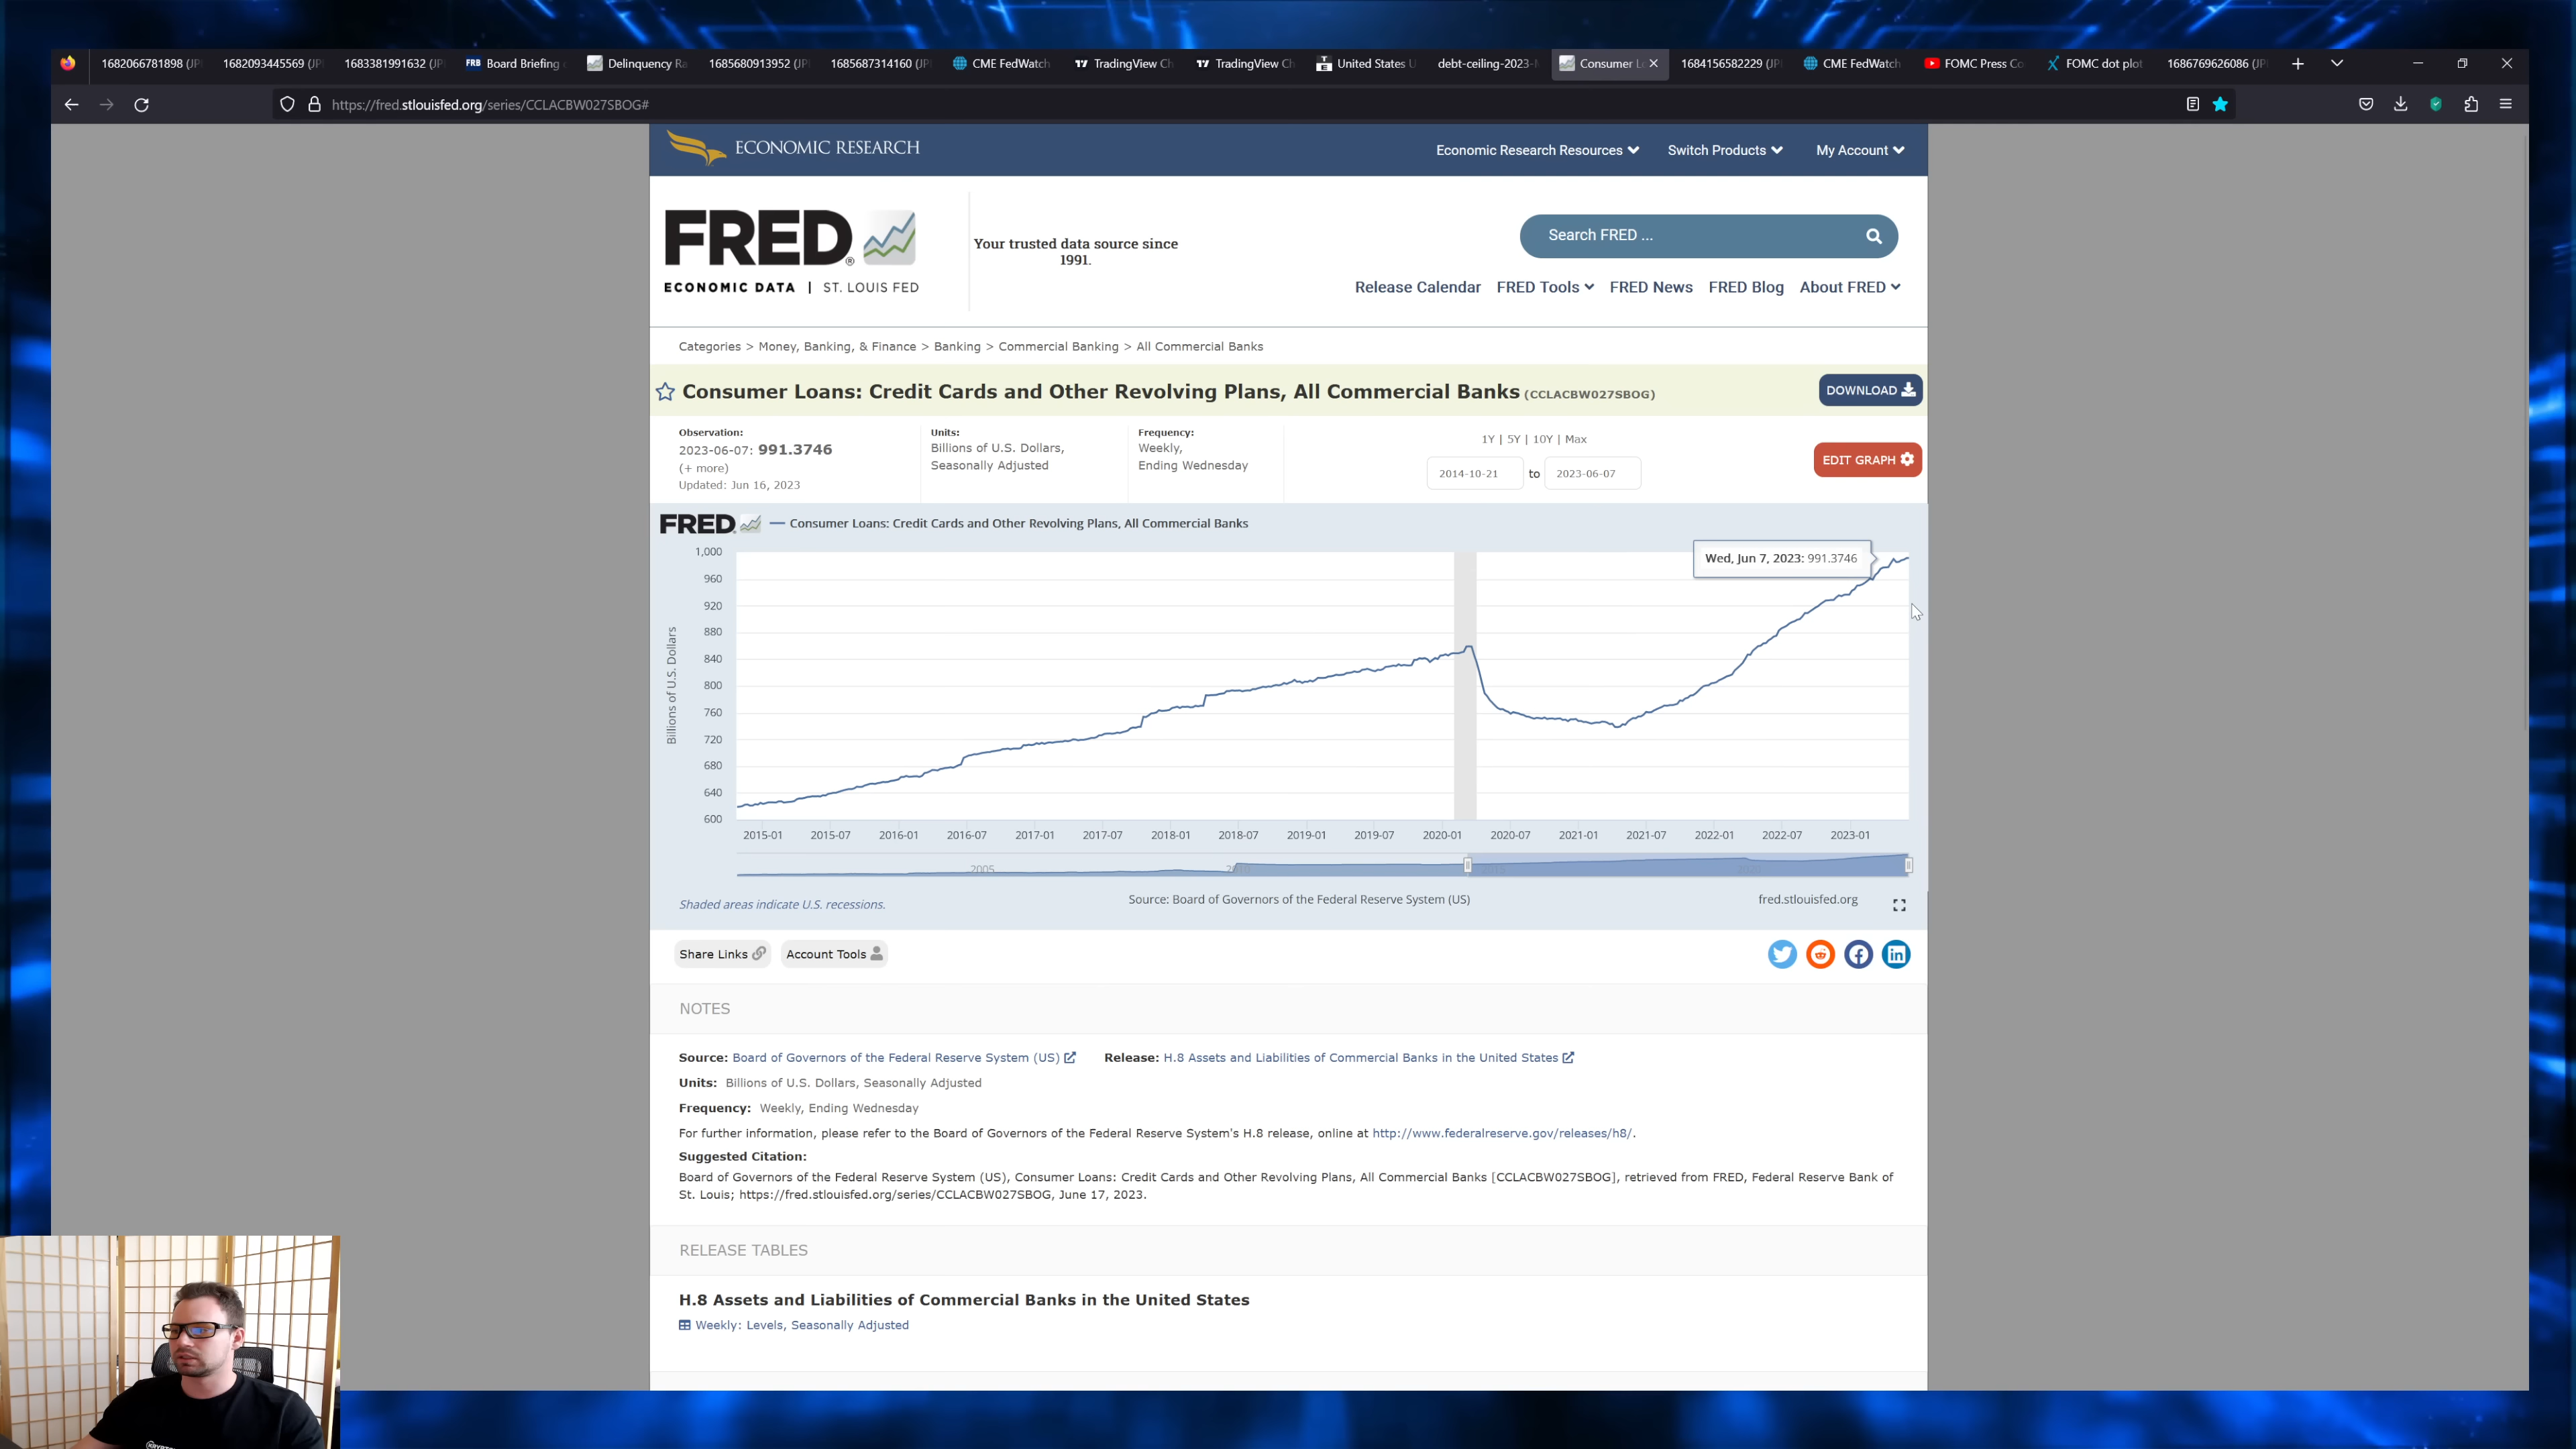 1682066781898 (JP 1682093445569 (JP 1683381991632 (JP FRB Board Briefing Delinquency Ra 1685680913952 (JP 1685687314160 (JP CME FedWatch TradingView Ch TradingView Ch United States U debt-ceiling-2023- Consumer L 1684156582229 (JP CME FedWatch FOMC Press Co FOMC dot plot 1686769626086 (JP
https://fred.stlouisfed.org/series/CCLACBW027SBOG#
ECONOMIC RESEARCH Economic Research Resources Switch Products My Account
FRED® Your trusted data source since
1991.
Search FRED ...
ECONOMIC DATA | ST. LOUIS FED Release Calendar FRED Tools FRED News FRED Blog About FRED
Categories > Money, Banking, & Finance > Banking > Commercial Banking > All Commercial Banks
Consumer Loans: Credit Cards and Other Revolving Plans, All Commercial Banks (CCLACBW027SBOG) DOWNLOAD
Observation:
2023-06-07: 991.3746
(+ more)
Updated: Jun 16, 2023
Units:
Billions of U.S. Dollars,
Seasonally Adjusted
Frequency:
Weekly,
Ending Wednesday
1Y | 5Y | 10Y | Max
2014-10-21 to 2023-06-07
EDIT GRAPH
FRED Consumer Loans: Credit Cards and Other Revolving Plans, All Commercial Banks
Wed, Jun 7, 2023: 991.3746
Billions of U.S. Dollars
1,000
960
920
880
840
800
760
720
680
640
600
2015-01 2015-07 2016-01 2016-07 2017-01 2017-07 2018-01 2018-07 2019-01 2019-07 2020-01 2020-07 2021-01 2021-07 2022-01 2022-07 2023-01
2005
Shaded areas indicate U.S. recessions. Source: Board of Governors of the Federal Reserve System (US) fred.stlouisfed.org
Share Links Account Tools
NOTES
Source: Board of Governors of the Federal Reserve System (US) Release: H.8 Assets and Liabilities of Commercial Banks in the United States
Units: Billions of U.S. Dollars, Seasonally Adjusted
Frequency: Weekly, Ending Wednesday
For further information, please refer to the Board of Governors of the Federal Reserve System's H.8 release, online at http://www.federalreserve.gov/releases/h8/.
Suggested Citation:
Board of Governors of the Federal Reserve System (US), Consumer Loans: Credit Cards and Other Revolving Plans, All Commercial Banks [CCLACBW027SBOG], retrieved from FRED, Federal Reserve Bank of
St. Louis; https://fred.stlouisfed.org/series/CCLACBW027SBOG, June 17, 2023.
RELEASE TABLES
H.8 Assets and Liabilities of Commercial Banks in the United States
Weekly: Levels, Seasonally Adjusted